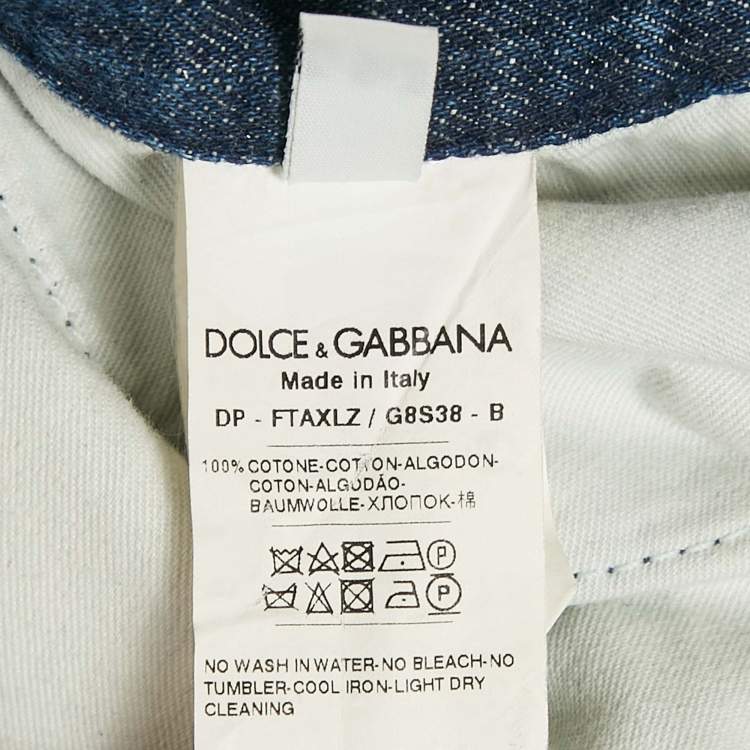 DOLCE & GABBANA
Made in Italy
DP - FTAXLZ / G8S38 - B
100% COTONE-COTTON-ALGODON-
COTON-ALGODÃO-
BAUMWOLLE-ХЛОПОК-棉
P
P
NO WASH IN WATER-NO BLEACH-NO
TUMBLER-COOL IRON-LIGHT DRY
CLEANING